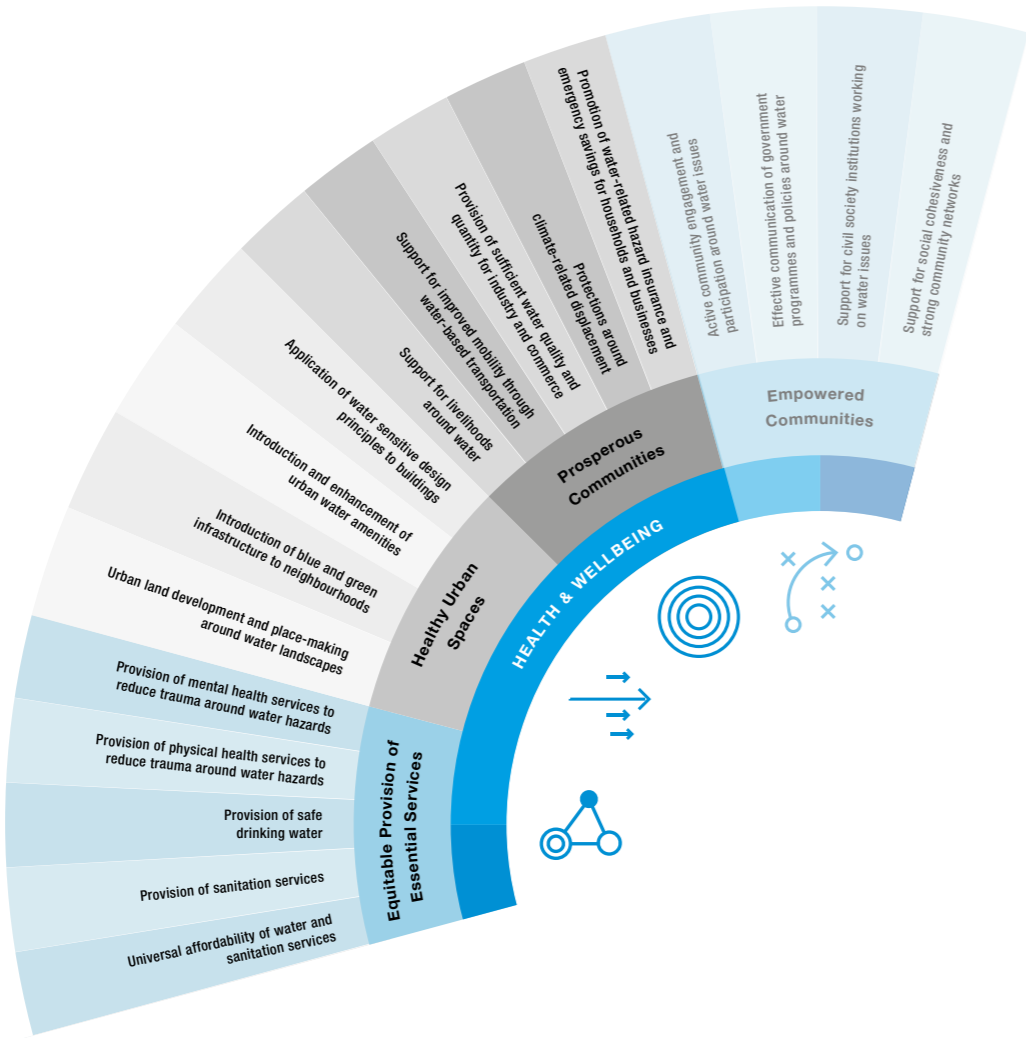 HEALTH & WELLBEING
Equitable Provision of
Essential Services
Universal affordability of water and
sanitation services
Provision of sanitation services
Provision of safe
drinking water
Provision of physical health services to
reduce trauma around water hazards
Provision of mental health services to
reduce trauma around water hazards
Healthy Urban
Spaces
Urban land development and place-making
around water landscapes
Introduction of blue and green
infrastructure to neighbourhoods
Introduction and enhancement of
urban water amenities
Application of water sensitive design
principles to buildings
Prosperous
Communities
Support for livelihoods
around water
Support for improved mobility through
water-based transportation
Provision of sufficient water quality and
quantity for industry and commerce
Protections around
climate-related displacement
Promotion of water-related hazard insurance and
emergency savings for households and businesses
Empowered
Communities
Active community engagement and
participation around water issues
Effective communication of government
programmes and policies around water
Support for civil society institutions working
on water issues
Support for social cohesiveness and
strong community networks